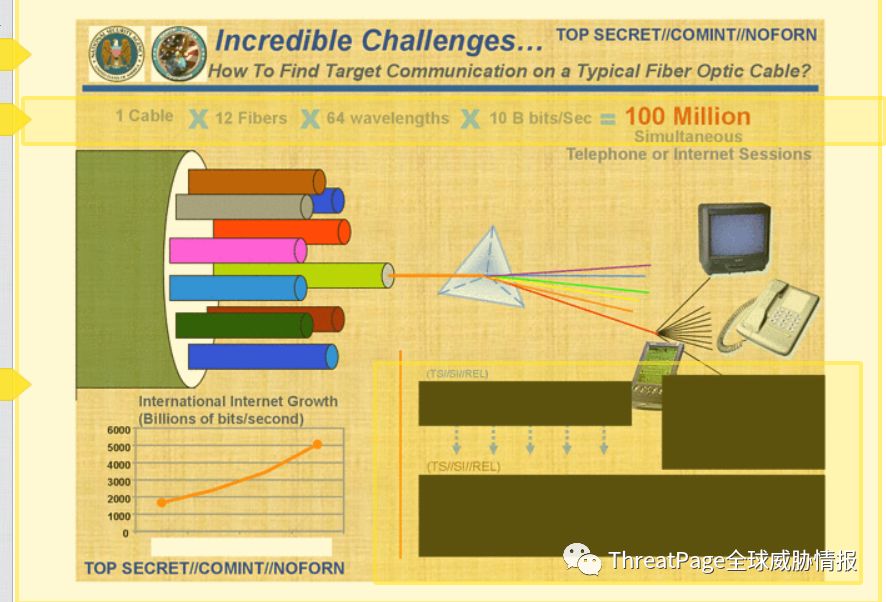 Incredible Challenges...
TOP SECRET//COMINT//NOFORN
How To Find Target Communication on a Typical Fiber Optic Cable?
1 Cable X 12 Fibers X 64 wavelengths X 10 B bits/Sec = 100 Million
Simultaneous
Telephone or Internet Sessions
(TS//SI//REL)
International Internet Growth
(Billions of bits/second)
6000
5000
4000
3000
2000
1000
0
(TS//SI//REL)
TOP SECRET//COMINT//NOFORN
ThreatPage全球威胁情报